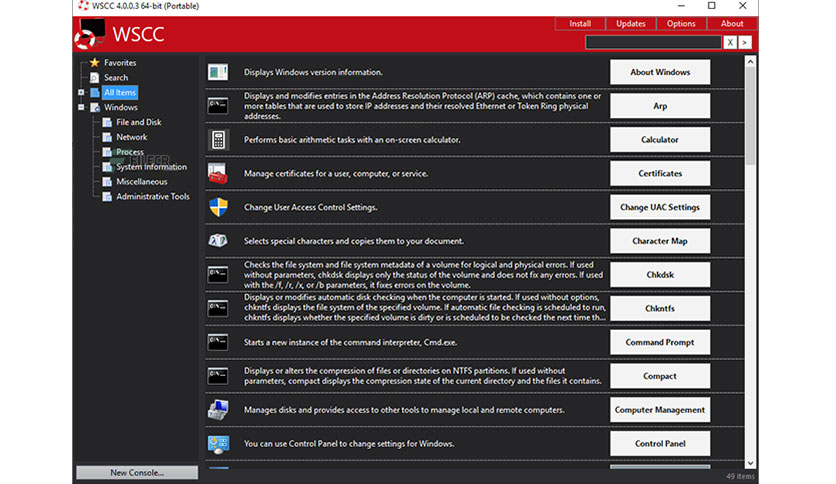 WSCC 4.0.0.3 64-bit (Portable)
WSCC
Install
Updates
Options
About
X
>
Favorites
Search
All Items
Windows
File and Disk
Network
Process
System Information
Miscellaneous
Administrative Tools
FILECR
New Console...
Displays Windows version information.
About Windows
Displays and modifies entries in the Address Resolution Protocol (ARP) cache, which contains one or
more tables that are used to store IP addresses and their resolved Ethernet or Token Ring physical
addresses.
Arp
Performs basic arithmetic tasks with an on-screen calculator.
Calculator
Manage certificates for a user, computer, or service.
Certificates
Change User Access Control Settings.
Change UAC Settings
Selects special characters and copies them to your document.
Character Map
Checks the file system and file system metadata of a volume for logical and physical errors. If used
without parameters, chkdsk displays only the status of the volume and does not fix any errors. If used
with the /f, /r, /x, or /b parameters, it fixes errors on the volume.
Chkdsk
Displays or modifies automatic disk checking when the computer is started. If used without options,
chkntfs displays the file system of the specified volume. If automatic file checking is scheduled to run,
chkntfs displays whether the specified volume is dirty or is scheduled to be checked the next time th...
Chkntfs
Starts a new instance of the command interpreter, Cmd.exe.
Command Prompt
Displays or alters the compression of files or directories on NTFS partitions. If used without
parameters, compact displays the compression state of the current directory and the files it contains.
Compact
Manages disks and provides access to other tools to manage local and remote computers.
Computer Management
You can use Control Panel to change settings for Windows.
Control Panel
49 items